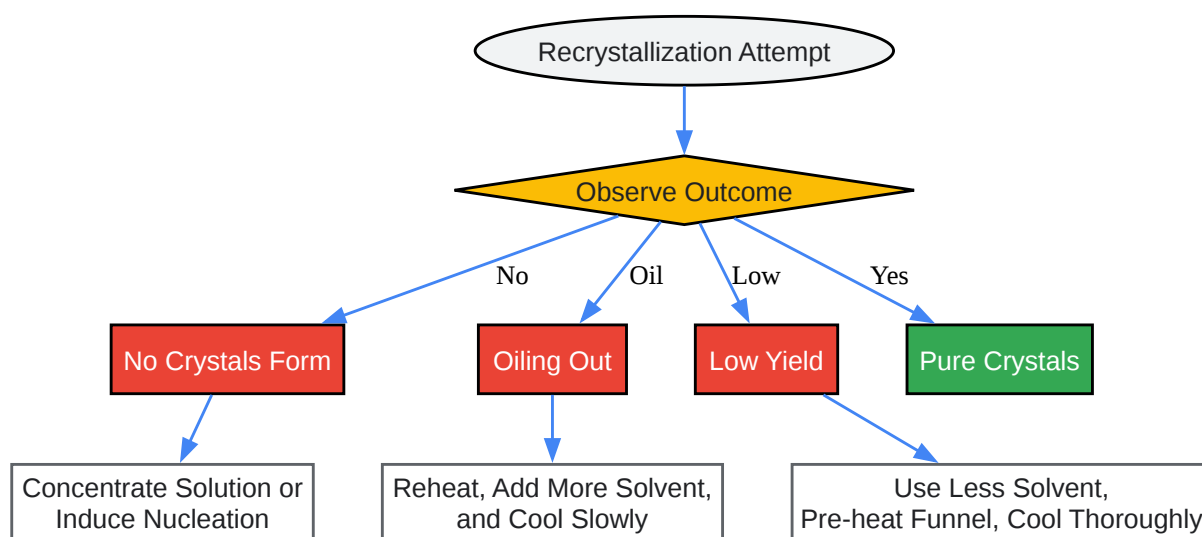 Recrystallization Attempt
Observe Outcome
No
Oil
Low
Yes
No Crystals Form
Oiling Out
Low Yield
Pure Crystals
Concentrate Solution or
Induce Nucleation
Reheat, Add More Solvent,
and Cool Slowly
Use Less Solvent,
Pre-heat Funnel, Cool Thoroughly